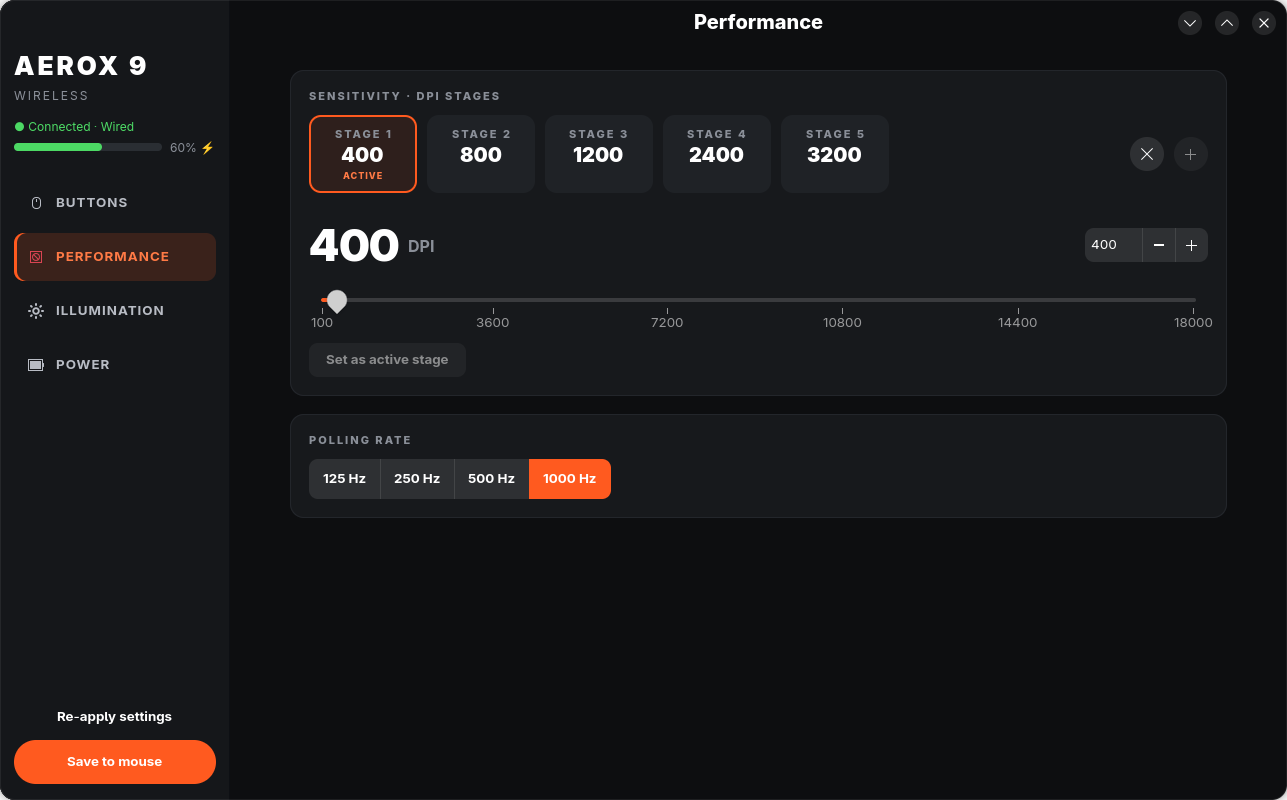 Performance
AEROX 9
WIRELESS
Connected · Wired
60%
BUTTONS
PERFORMANCE
ILLUMINATION
POWER
Re-apply settings
Save to mouse
SENSITIVITY · DPI STAGES
STAGE 1
400
ACTIVE
STAGE 2
800
STAGE 3
1200
STAGE 4
2400
STAGE 5
3200
400 DPI
400
100 3600 7200 10800 14400 18000
Set as active stage
POLLING RATE
125 Hz 250 Hz 500 Hz 1000 Hz